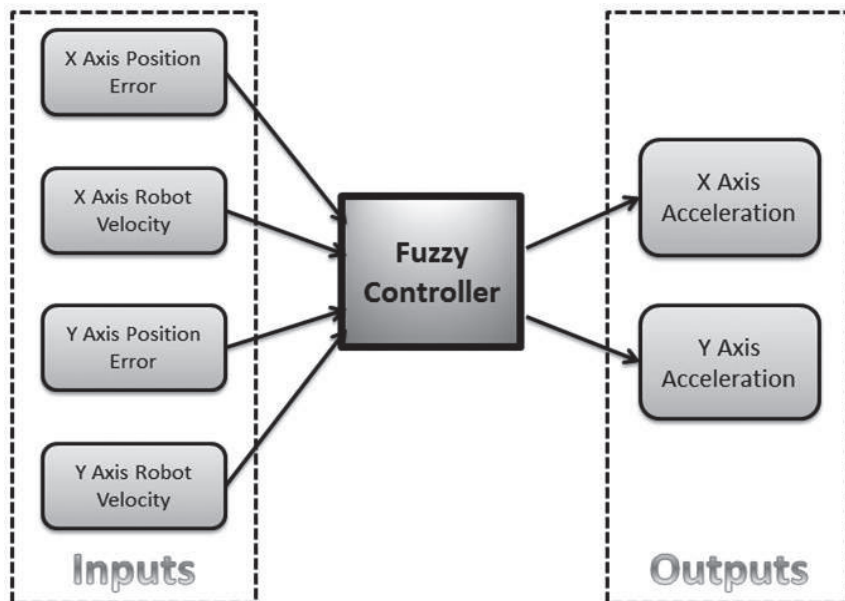 X Axis Position
Error
X Axis Robot
Velocity
Y Axis Position
Error
Y Axis Robot
Velocity
Inputs
Fuzzy
Controller
X Axis
Acceleration
Y Axis
Acceleration
Outputs